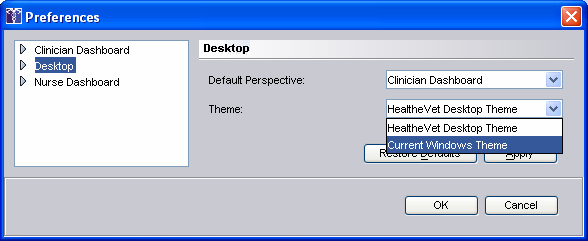 Preferences
Clinician Dashboard
Desktop
Nurse Dashboard
Desktop
Default Perspective: Clinician Dashboard
Theme: HealtheVet Desktop Theme
HealtheVet Desktop Theme
Current Windows Theme
Restore Defaults Apply
OK Cancel